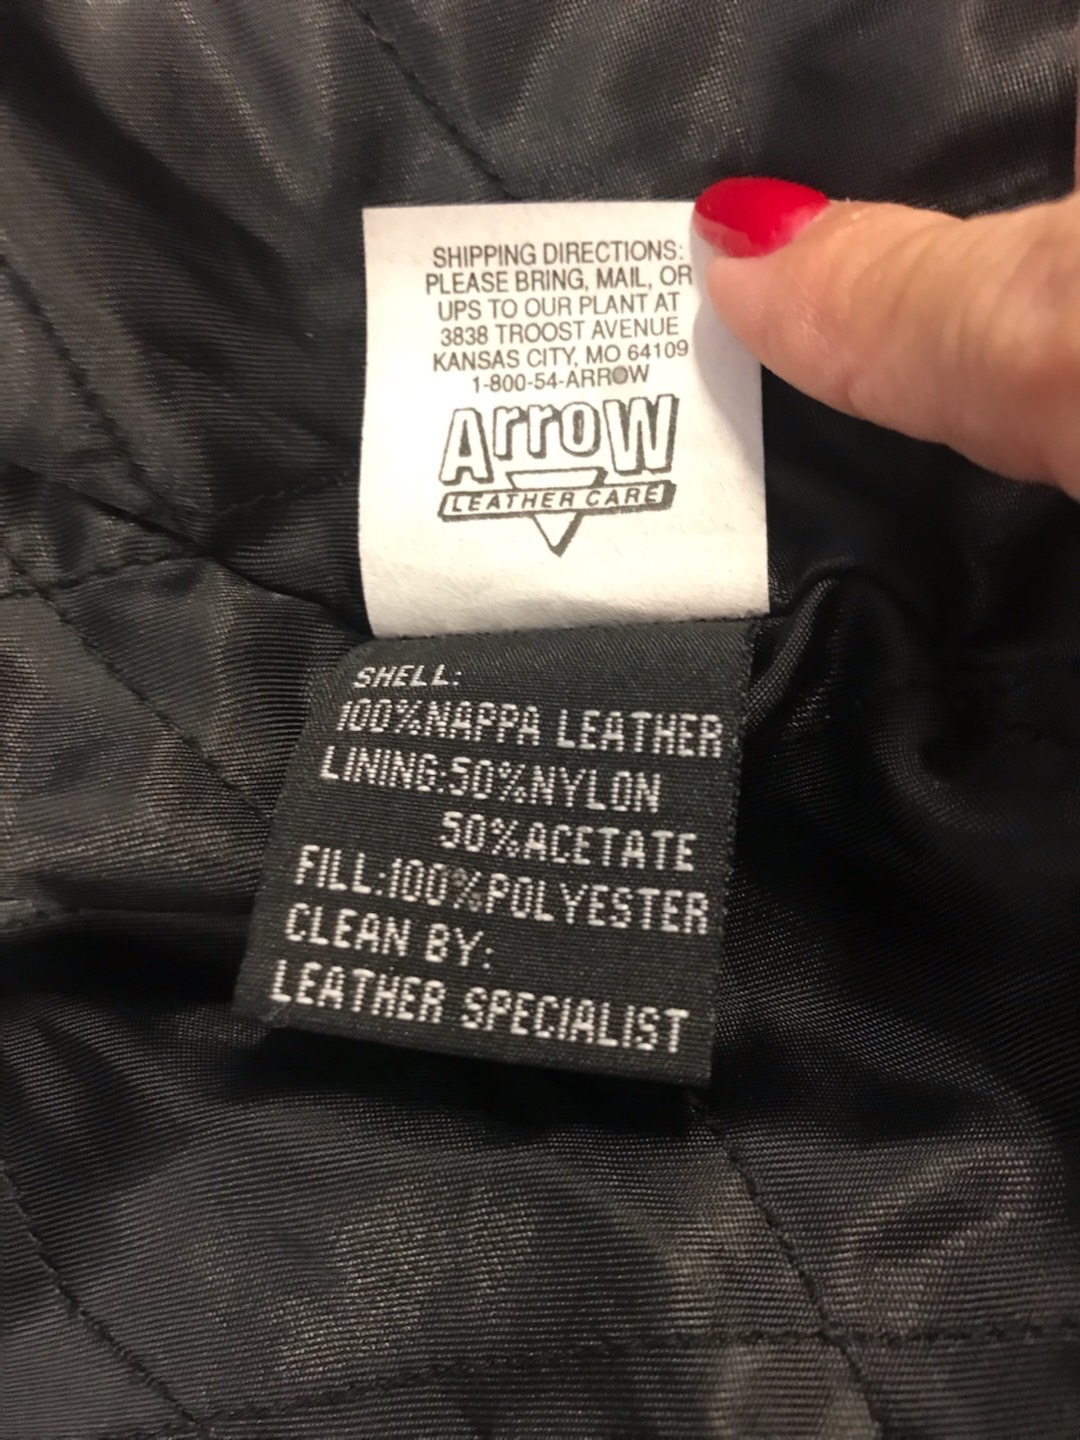 SHIPPING DIRECTIONS:
PLEASE BRING, MAIL, OR
UPS TO OUR PLANT AT
3838 TROOST AVENUE
KANSAS CITY, MO 64109
1-800-54-ARROW
ArroW
LEATHER CARE
SHELL:
100%NAPPA LEATHER
LINING:50%NYLON
50%ACETATE
FILL:100%POLYESTER
CLEAN BY:
LEATHER SPECIALIST